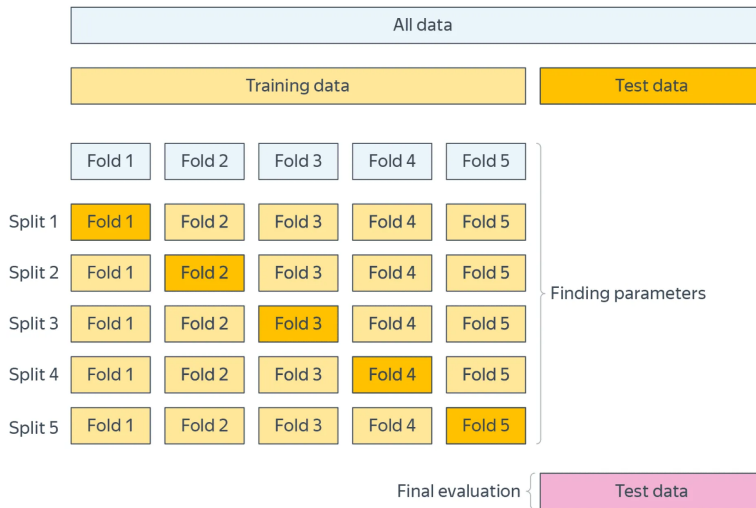 All data
Training data Test data
Fold 1 Fold 2 Fold 3 Fold 4 Fold 5
Split 1 Fold 1 Fold 2 Fold 3 Fold 4 Fold 5
Split 2 Fold 1 Fold 2 Fold 3 Fold 4 Fold 5
Finding parameters
Split 3 Fold 1 Fold 2 Fold 3 Fold 4 Fold 5
Split 4 Fold 1 Fold 2 Fold 3 Fold 4 Fold 5
Split 5 Fold 1 Fold 2 Fold 3 Fold 4 Fold 5
Final evaluation Test data